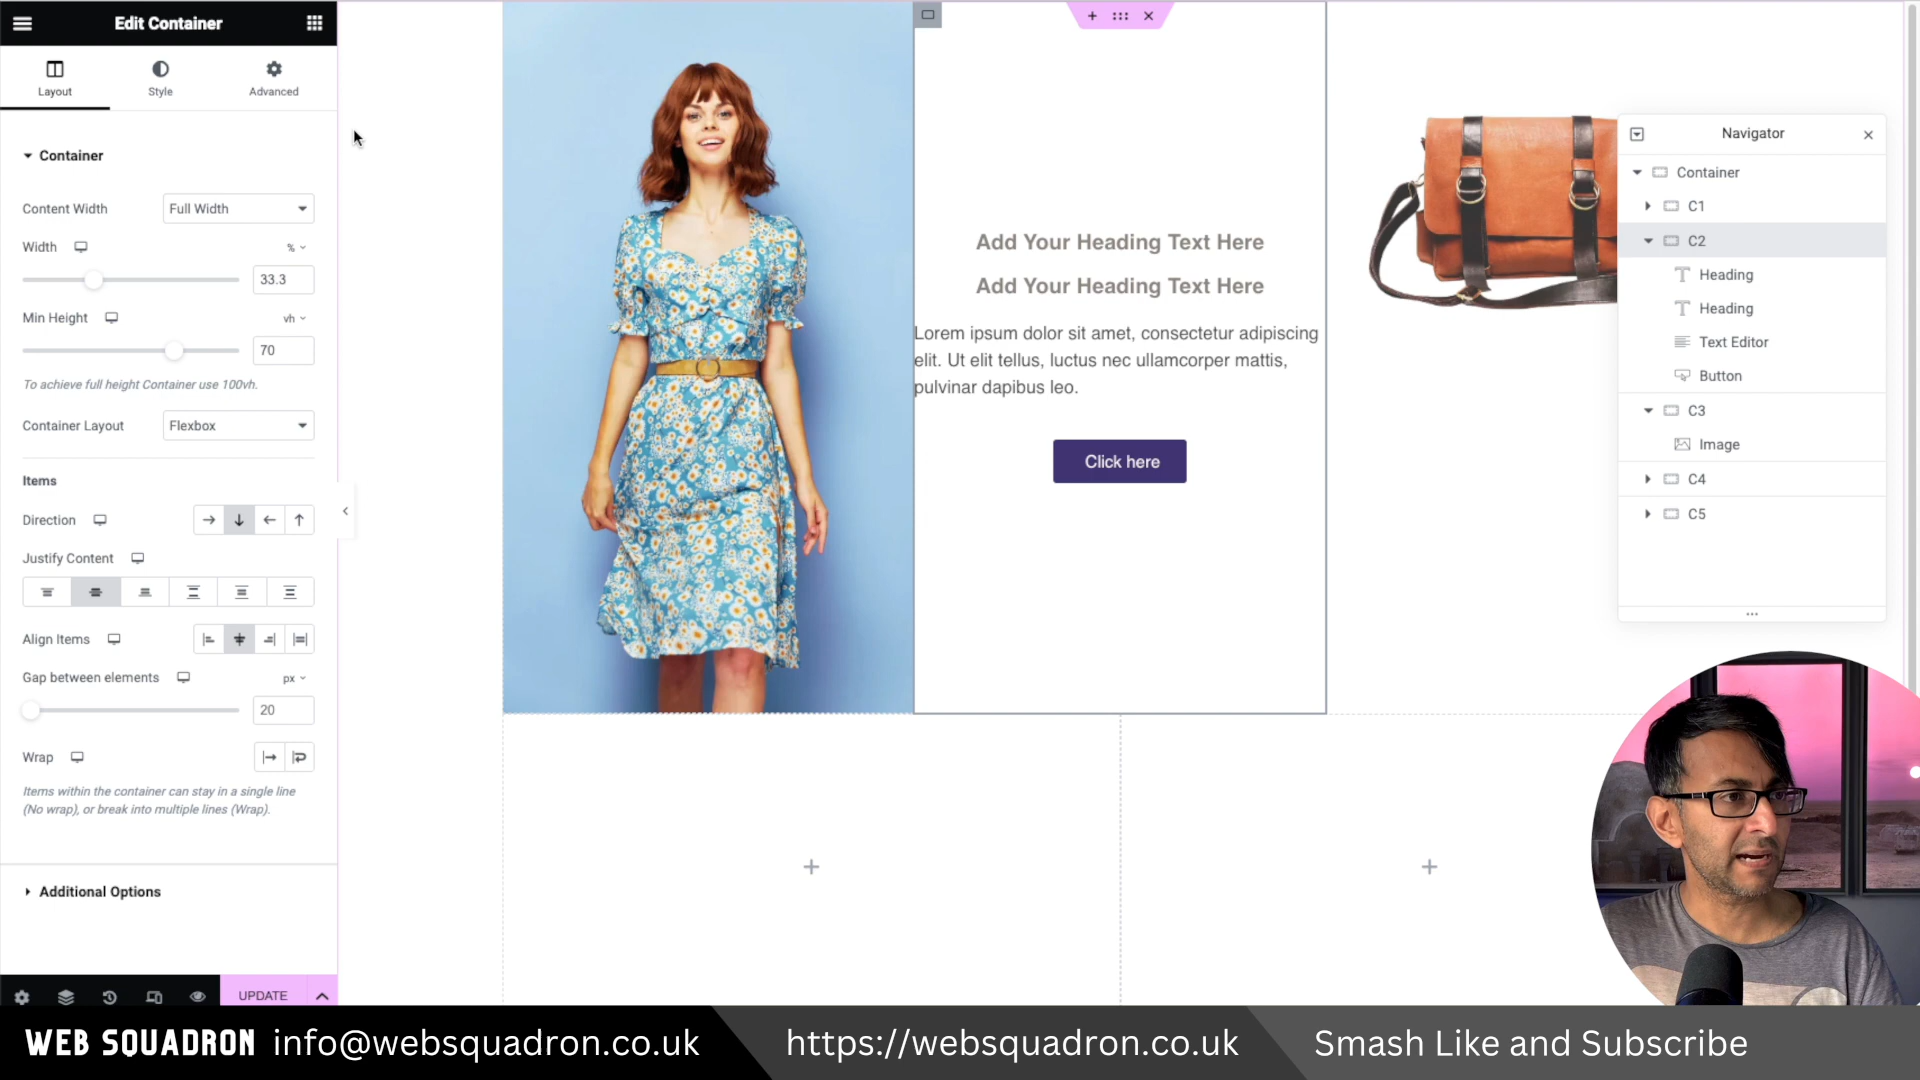 Edit Container
Layout
Style
Advanced
Container
Content Width
Full Width
Width
%
33.3
Min Height
vh
70
To achieve full height Container use 100vh.
Container Layout
Flexbox
Items
Direction
Justify Content
Align Items
Gap between elements
px
20
Wrap
Items within the container can stay in a single line
(No wrap), or break into multiple lines (Wrap).
Additional Options
UPDATE
Add Your Heading Text Here
Add Your Heading Text Here
Lorem ipsum dolor sit amet, consectetur adipiscing
elit. Ut elit tellus, luctus nec ullamcorper mattis,
pulvinar dapibus leo.
Click here
Navigator
Container
C1
C2
Heading
Heading
Text Editor
Button
C3
Image
C4
C5
WEB SQUADRON info@websquadron.co.uk
https://websquadron.co.uk
Smash Like and Subscribe